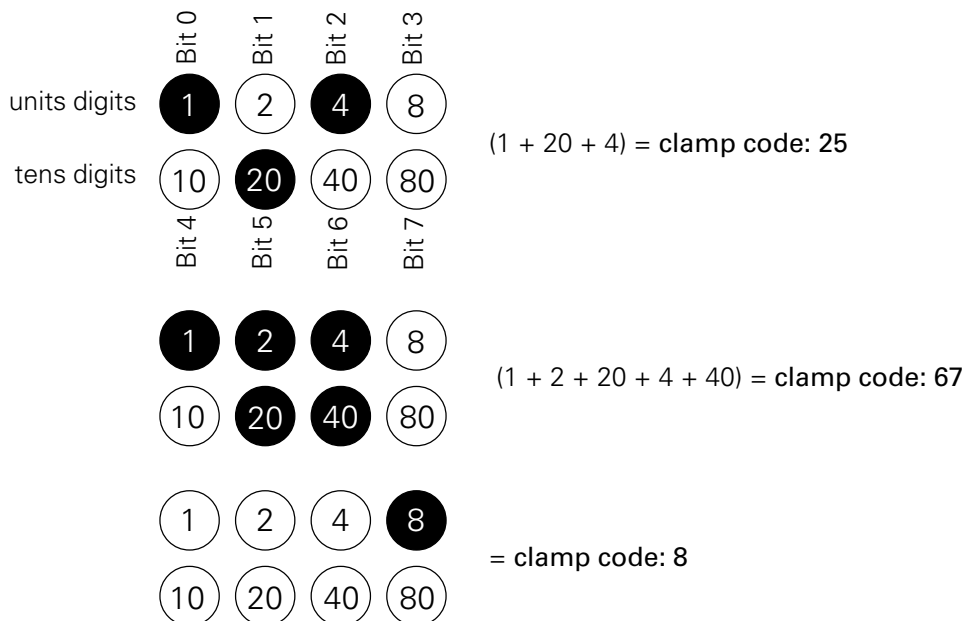 Bit 0 Bit 1 Bit 2 Bit 3
units digits 1 2 4 8
(1 + 20 + 4) = clamp code: 25
tens digits 10 20 40 80
Bit 4 Bit 5 Bit 6 Bit 7
1 2 4 8
(1 + 2 + 20 + 4 + 40) = clamp code: 67
10 20 40 80
1 2 4 8
= clamp code: 8
10 20 40 80